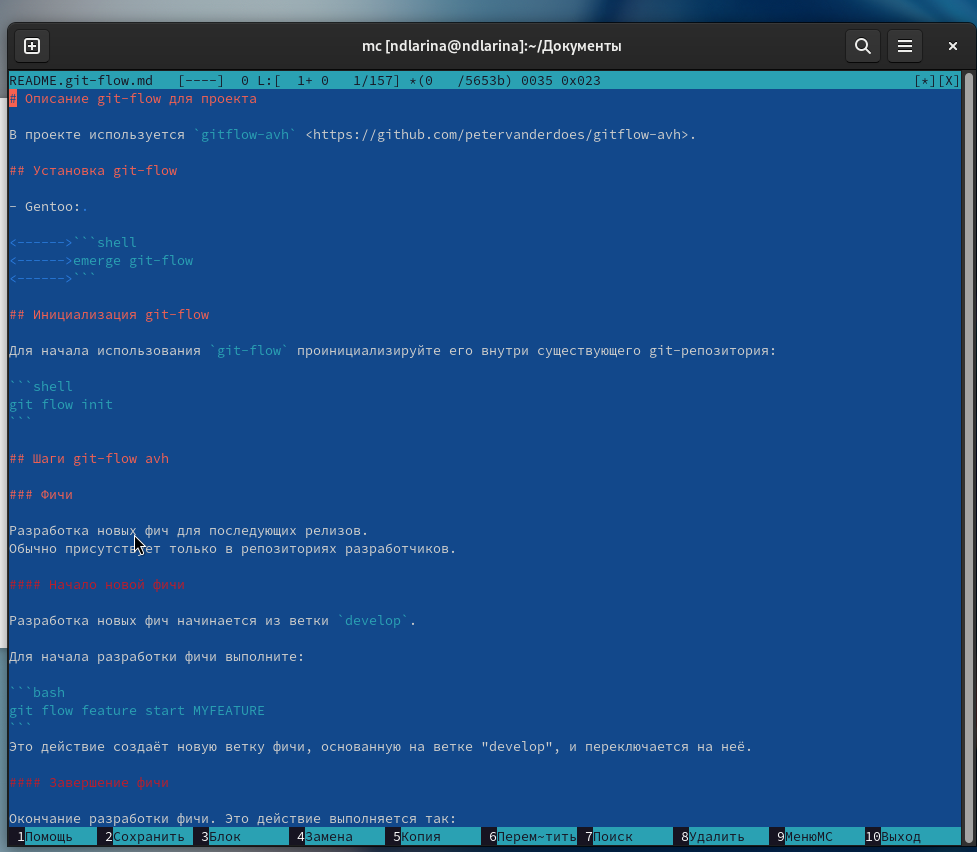 mc [ndlarina@ndlarina]:~/Документы
README.git-flow.md [----] 0 L:[ 1+ 0 1/157] *(0 /5653b) 0035 0x023 [*][X]
# Описание git-flow для проекта
В проекте используется `gitflow-avh` <https://github.com/petervanderdoes/gitflow-avh>.
## Установка git-flow
- Gentoo:.
<------>```shell
<------>emerge git-flow
<------>```
## Инициализация git-flow
Для начала использования `git-flow` проинициализируйте его внутри существующего git-репозитория:
```shell
git flow init
```
## Шаги git-flow avh
### Фичи
Разработка новых фич для последующих релизов.
Обычно присутствует только в репозиториях разработчиков.
#### Начало новой фичи
Разработка новых фич начинается из ветки `develop`.
Для начала разработки фичи выполните:
```bash
git flow feature start MYFEATURE
```
Это действие создаёт новую ветку фичи, основанную на ветке "develop", и переключается на неё.
#### Завершение фичи
Окончание разработки фичи. Это действие выполняется так:
1Помощь 2Сохранить 3Блок 4Замена 5Копия 6Перем~тить 7Поиск 8Удалить 9МенюMC 10Выход